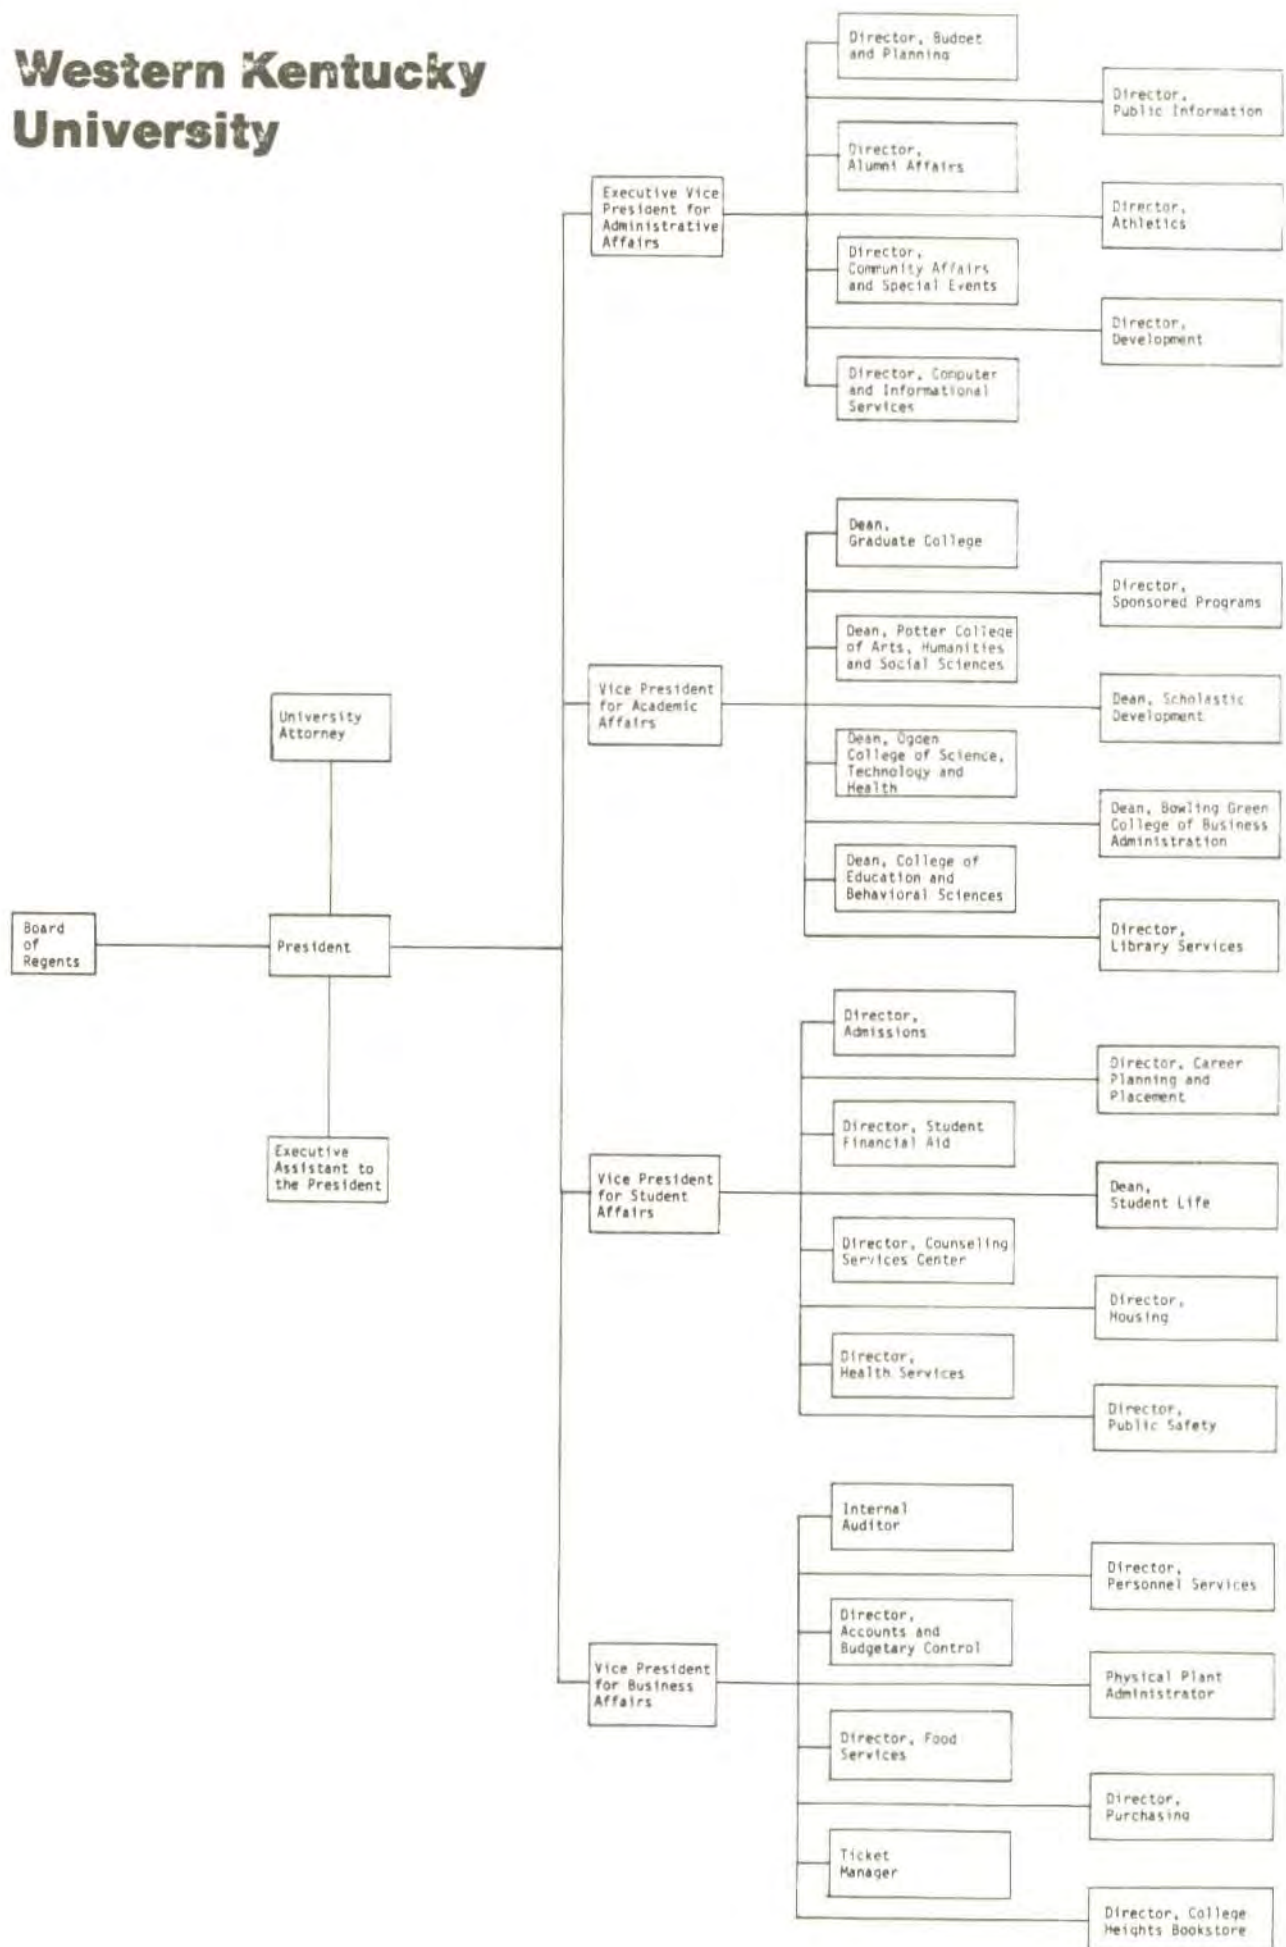 Western Kentucky
University
Director, Budget
and Planning
Director,
Public Information
Director,
Alumni Affairs
Executive Vice
President for
Administrative
Affairs
Director,
Athletics
Director,
Community Affairs
and Special Events
Director,
Development
Director, Computer
and Informational
Services
Dean,
Graduate College
Director,
Sponsored Programs
Dean, Potter College
of Arts, Humanities
and Social Sciences
Vice President
for Academic
Affairs
Dean, Scholastic
Development
University
Attorney
Dean, Ogden
College of Science,
Technology and
Health
Dean, Bowling Green
College of Business
Administration
Dean, College of
Education and
Behavioral Sciences
Board
of
Regents
President
Director,
Library Services
Director,
Admissions
Director, Career
Planning and
Placement
Director, Student
Financial Aid
Executive
Assistant to
the President
Vice President
for Student
Affairs
Dean,
Student Life
Director, Counseling
Services Center
Director,
Housing
Director,
Health Services
Director,
Public Safety
Internal
Auditor
Director,
Personnel Services
Director,
Accounts and
Budgetary Control
Vice President
for Business
Affairs
Physical Plant
Administrator
Director, Food
Services
Director,
Purchasing
Ticket
Manager
Director, College
Heights Bookstore